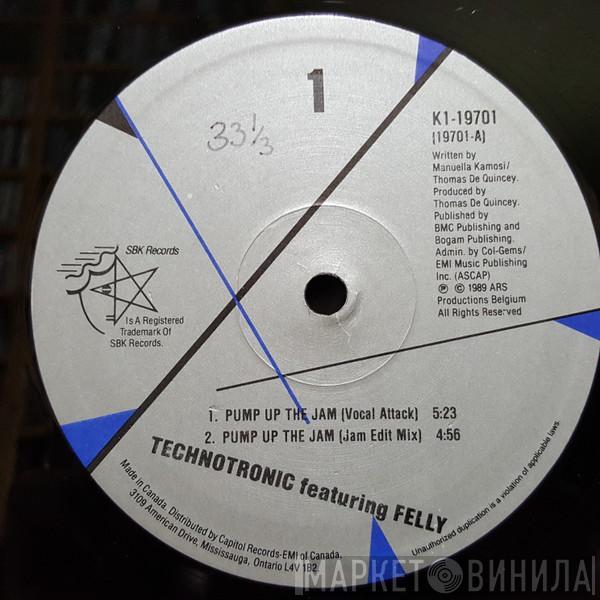 1
33 1/3
K1-19701
(19701-A)
Written by
Manuella Kamosi/
Thomas De Quincey.
Produced by
Thomas De Quincey.
Published by
BMC Publishing and
Bogam Publishing.
Admin. by Col-Gems/
EMI Music Publishing
Inc. (ASCAP)
℗ © 1989 ARS
Productions Belgium
All Rights Reserved
SBK Records
Is A Registered
Trademark Of
SBK Records.
1. PUMP UP THE JAM (Vocal Attack) 5:23
2. PUMP UP THE JAM (Jam Edit Mix) 4:56
TECHNOTRONIC featuring FELLY
Made in Canada. Distributed by Capitol Records-EMI of Canada,
3109 American Drive, Mississauga, Ontario L4V 1B2.
Unauthorized duplication is a violation of applicable laws.
МАРКЕТ ВИНИЛА